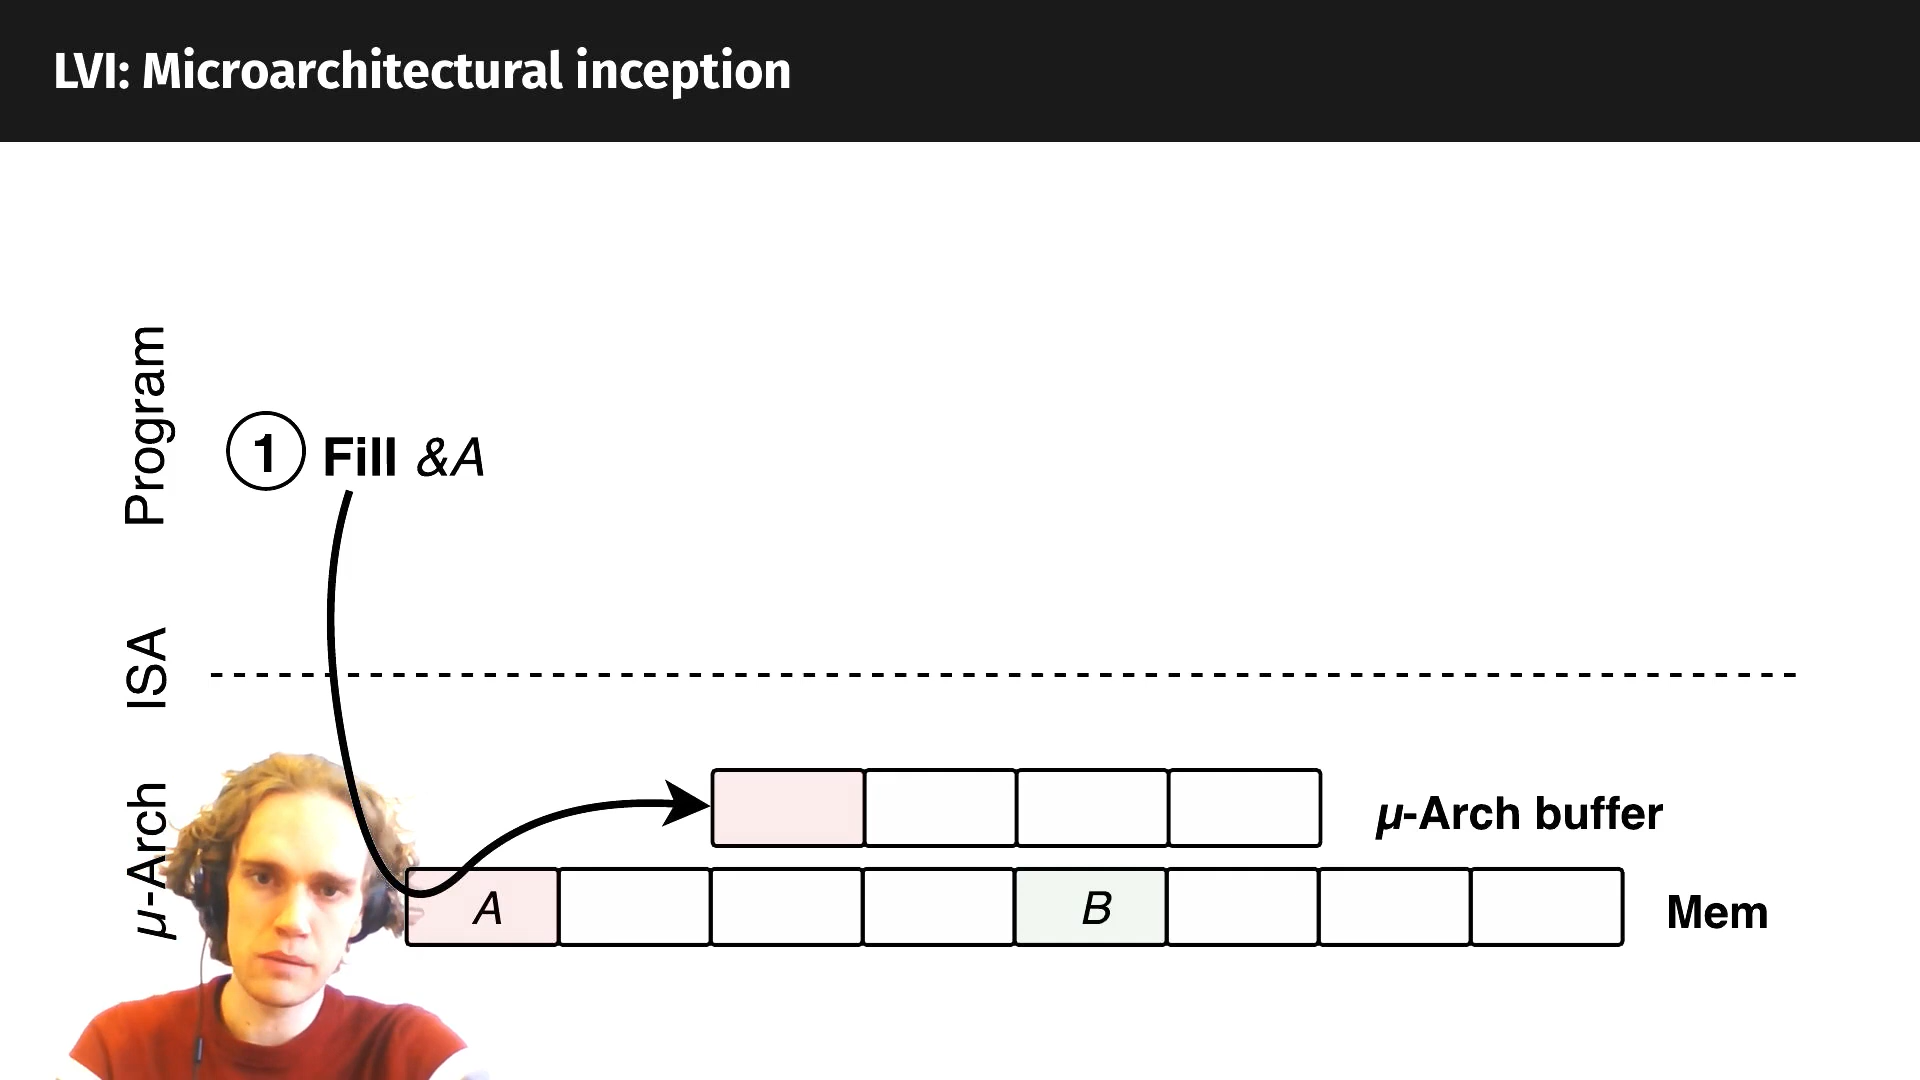 LVI: Microarchitectural inception
Program
1 Fill &A
ISA
μ-Arch
μ-Arch buffer
A
B
Mem